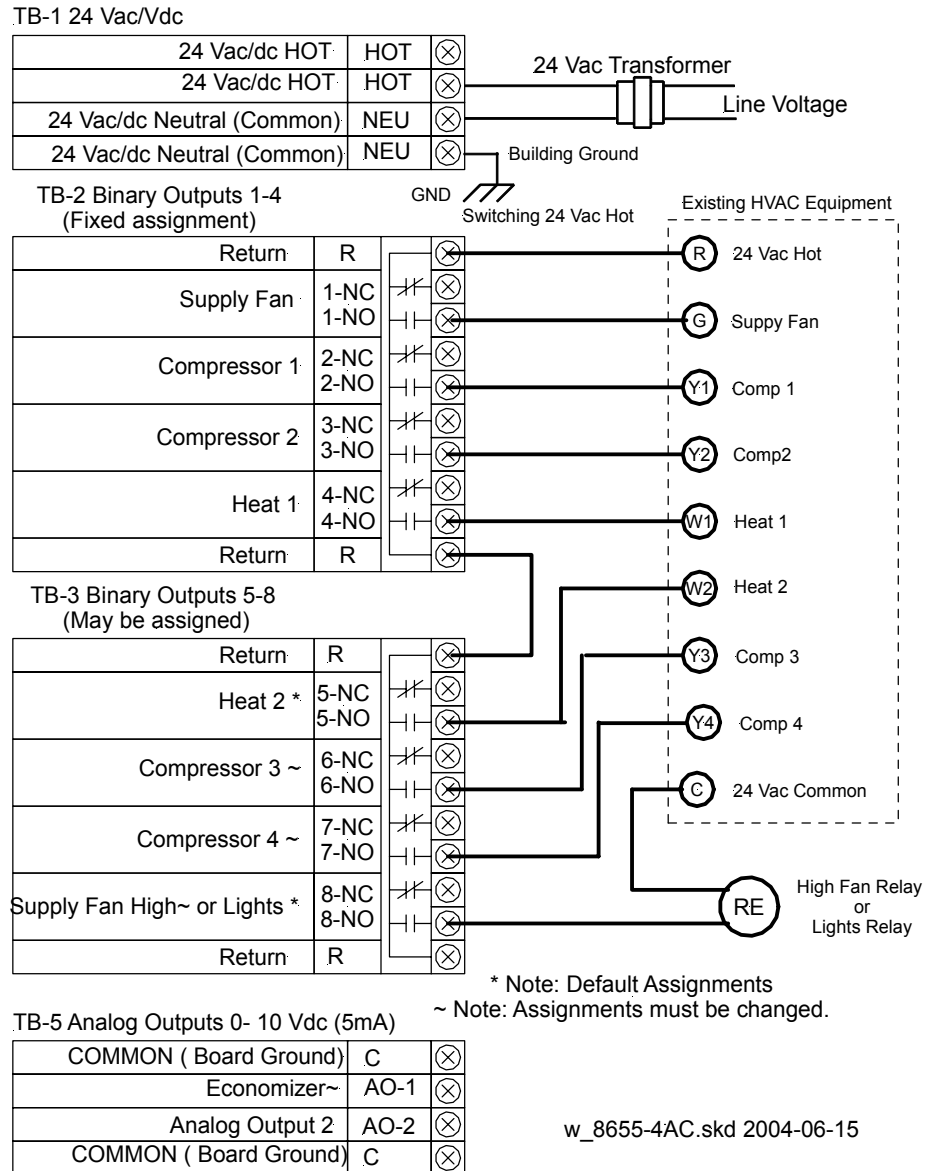 TB-1 24 Vac/Vdc
24 Vac/dc HOT HOT
24 Vac/dc HOT HOT
24 Vac/dc Neutral (Common) NEU
24 Vac/dc Neutral (Common) NEU
24 Vac Transformer
Line Voltage
Building Ground
GND
Switching 24 Vac Hot
TB-2 Binary Outputs 1-4
(Fixed assignment)
Return R
Supply Fan 1-NC
1-NO
Compressor 1 2-NC
2-NO
Compressor 2 3-NC
3-NO
Heat 1 4-NC
4-NO
Return R
Existing HVAC Equipment
R 24 Vac Hot
G Suppy Fan
Y1 Comp 1
Y2 Comp2
W1 Heat 1
W2 Heat 2
Y3 Comp 3
Y4 Comp 4
C 24 Vac Common
TB-3 Binary Outputs 5-8
(May be assigned)
Return R
Heat 2 * 5-NC
5-NO
Compressor 3 ~ 6-NC
6-NO
Compressor 4 ~ 7-NC
7-NO
Supply Fan High~ or Lights * 8-NC
8-NO
Return R
RE
High Fan Relay
or
Lights Relay
* Note: Default Assignments
~ Note: Assignments must be changed.
TB-5 Analog Outputs 0- 10 Vdc (5mA)
COMMON ( Board Ground) C
Economizer~ AO-1
Analog Output 2 AO-2
COMMON ( Board Ground) C
w_8655-4AC.skd 2004-06-15